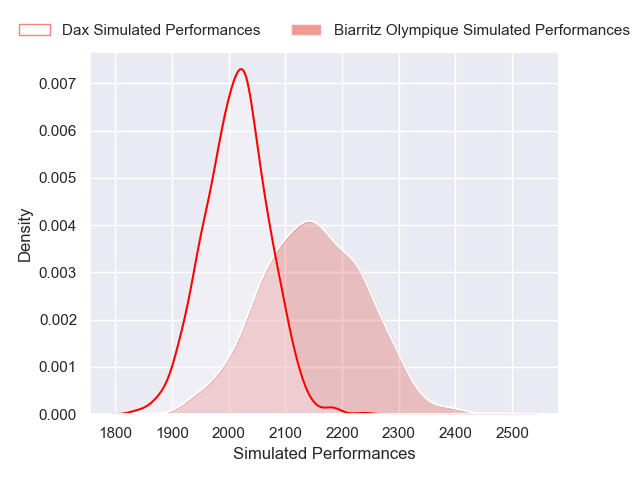 Dax Simulated Performances Biarritz Olympique Simulated Performances
0.007
0.006
0.005
0.004
0.003
0.002
0.001
0.000
Density
1800 1900 2000 2100 2200 2300 2400 2500
Simulated Performances